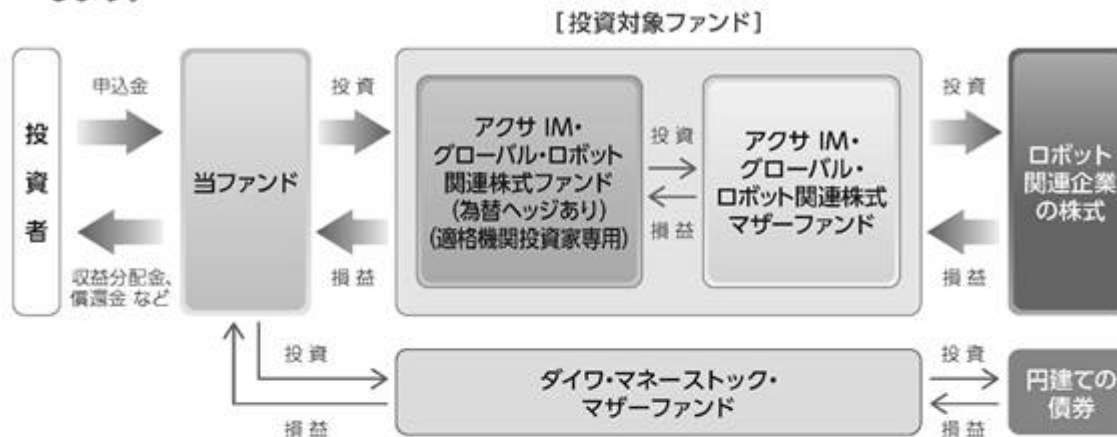 [投資対象ファンド]
投資者
申込金
収益分配金、
償還金 など
当ファンド
投資
損益
アクサ IM・
グローバル・ロボット
関連株式ファンド
(為替ヘッジあり)
(適格機関投資家専用)
投資
損益
アクサ IM・
グローバル・
ロボット関連株式
マザーファンド
投資
損益
ロボット
関連企業
の株式
投資
損益
ダイワ・マネーストック・
マザーファンド
投資
損益
円建ての
債券